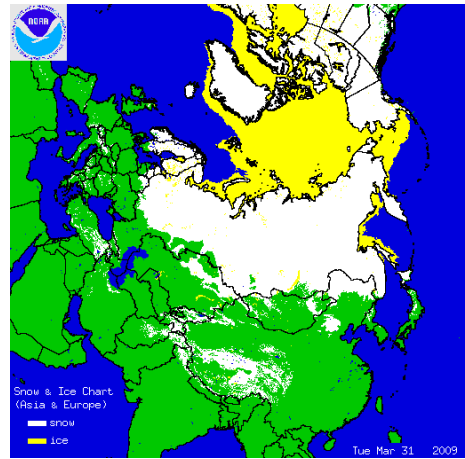 NOAA
Snow & Ice Chart
(Asia & Europe)
snow
ice
Tue Mar 31 2009